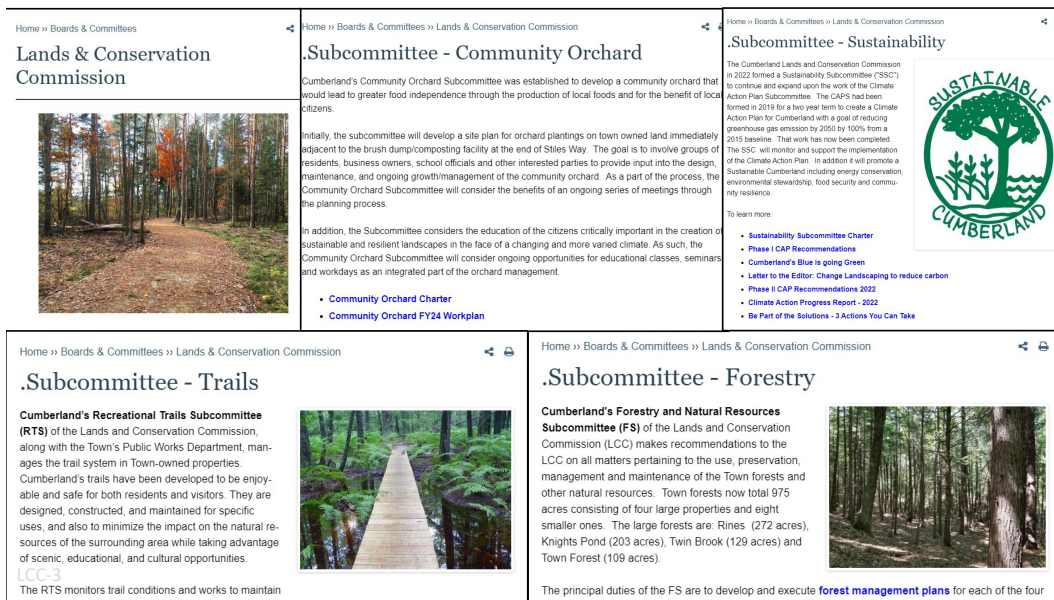 Home ›› Boards & Committees
Lands & Conservation
Commission
Home ›› Boards & Committees ›› Lands & Conservation Commission
.Subcommittee - Community Orchard
Cumberland's Community Orchard Subcommittee was established to develop a community orchard that
would lead to greater food independence through the production of local foods and for the benefit of local
citizens.
Initially, the subcommittee will develop a site plan for orchard plantings on town owned land immediately
adjacent to the brush dump/composting facility at the end of Stiles Way.  The goal is to involve groups of
residents, business owners, school officials and other interested parties to provide input into the design,
maintenance, and ongoing growth/management of the community orchard.  As a part of the process, the
Community Orchard Subcommittee will consider the benefits of an ongoing series of meetings through
the planning process.
In addition, the Subcommittee considers the education of the citizens critically important in the creation of
sustainable and resilient landscapes in the face of a changing and more varied climate. As such, the
Community Orchard Subcommittee will consider ongoing opportunities for educational classes, seminars
and workdays as an integrated part of the orchard management.
• Community Orchard Charter
• Community Orchard FY24 Workplan
Home ›› Boards & Committees ›› Lands & Conservation Commission
.Subcommittee - Sustainability
The Cumberland Lands and Conservation Commission
in 2022 formed a Sustainability Subcommittee ("SSC")
to continue and expand upon the work of the Climate
Action Plan Subcommittee.  The CAPS had been
formed in 2019 for a two year term to create a Climate
Action Plan for Cumberland with a goal of reducing
greenhouse gas emission by 2050 by 100% from a
2015 baseline.  That work has now been completed.
The SSC  will monitor and support the implementation
of the Climate Action Plan.  In addition it will promote a
Sustainable Cumberland including energy conservation,
environmental stewardship, food security and commu-
nity resilience.
SUSTAINABLE
CUMBERLAND
To learn more:
• Sustainability Subcommittee Charter
• Phase I CAP Recommendations
• Cumberland's Blue is going Green
• Letter to the Editor: Change Landscaping to reduce carbon
• Phase II CAP Recommendations 2022
• Climate Action Progress Report - 2022
• Be Part of the Solutions - 3 Actions You Can Take
Home ›› Boards & Committees ›› Lands & Conservation Commission
.Subcommittee - Trails
Cumberland's Recreational Trails Subcommittee
(RTS) of the Lands and Conservation Commission,
along with the Town's Public Works Department, man-
ages the trail system in Town-owned properties.
Cumberland's trails have been developed to be enjoy-
able and safe for both residents and visitors. They are
designed, constructed, and maintained for specific
uses, and also to minimize the impact on the natural re-
sources of the surrounding area while taking advantage
of scenic, educational, and cultural opportunities.
LCC-3
The RTS monitors trail conditions and works to maintain
Home ›› Boards & Committees ›› Lands & Conservation Commission
.Subcommittee - Forestry
Cumberland's Forestry and Natural Resources
Subcommittee (FS) of the Lands and Conservation
Commission (LCC) makes recommendations to the
LCC on all matters pertaining to the use, preservation,
management and maintenance of the Town forests and
other natural resources.  Town forests now total 975
acres consisting of four large properties and eight
smaller ones.  The large forests are: Rines  (272 acres),
Knights Pond (203 acres), Twin Brook (129 acres) and
Town Forest (109 acres).
The principal duties of the FS are to develop and execute forest management plans for each of the four